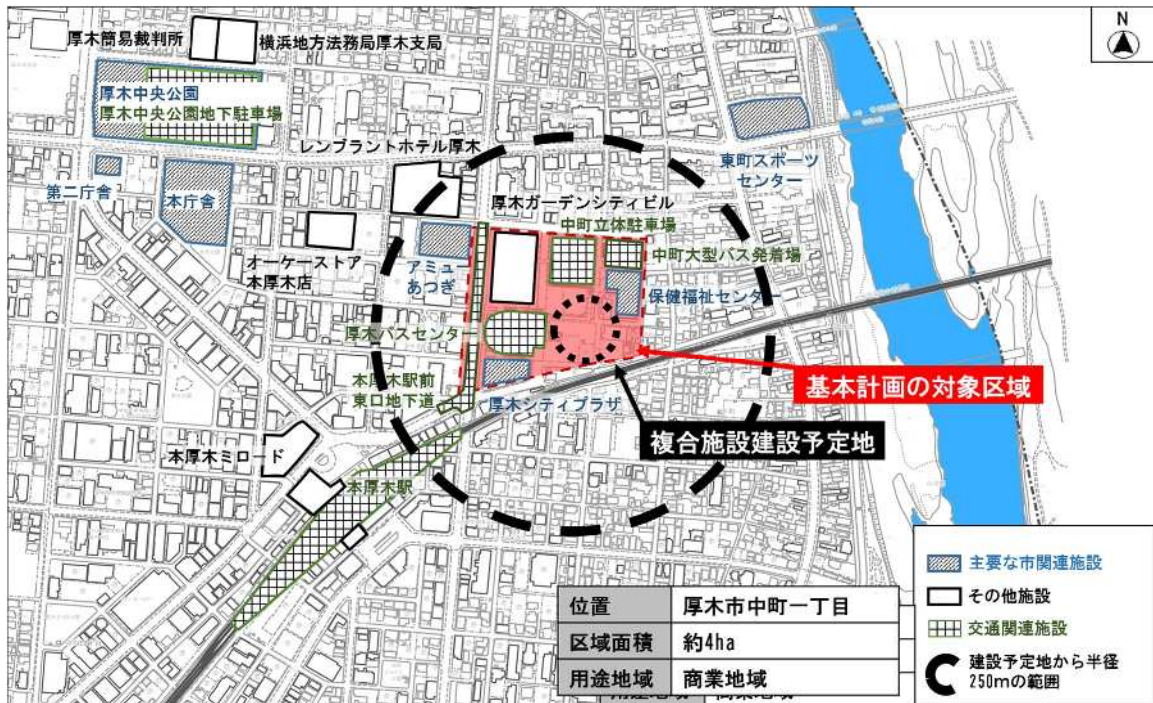 N
厚木簡易裁判所
横浜地方法務局厚木支局
厚木中央公園
厚木中央公園地下駐車場
レンブラントホテル厚木
東町スポーツ
センター
第二庁舎
本庁舎
厚木ガーデンシティビル
中町立体駐車場
中町大型バス発着場
オーケーストア
本厚木店
アミュー
あつぎ
保健福祉センター
厚木バスセンター
基本計画の対象区域
本厚木駅前
東口地下道
厚木シティプラザ
複合施設建設予定地
本厚木ミロード
本厚木駅
主要な市関連施設
その他施設
交通関連施設
建設予定地から半径
250mの範囲
位置 厚木市中町一丁目
区域面積 約4ha
用途地域 商業地域